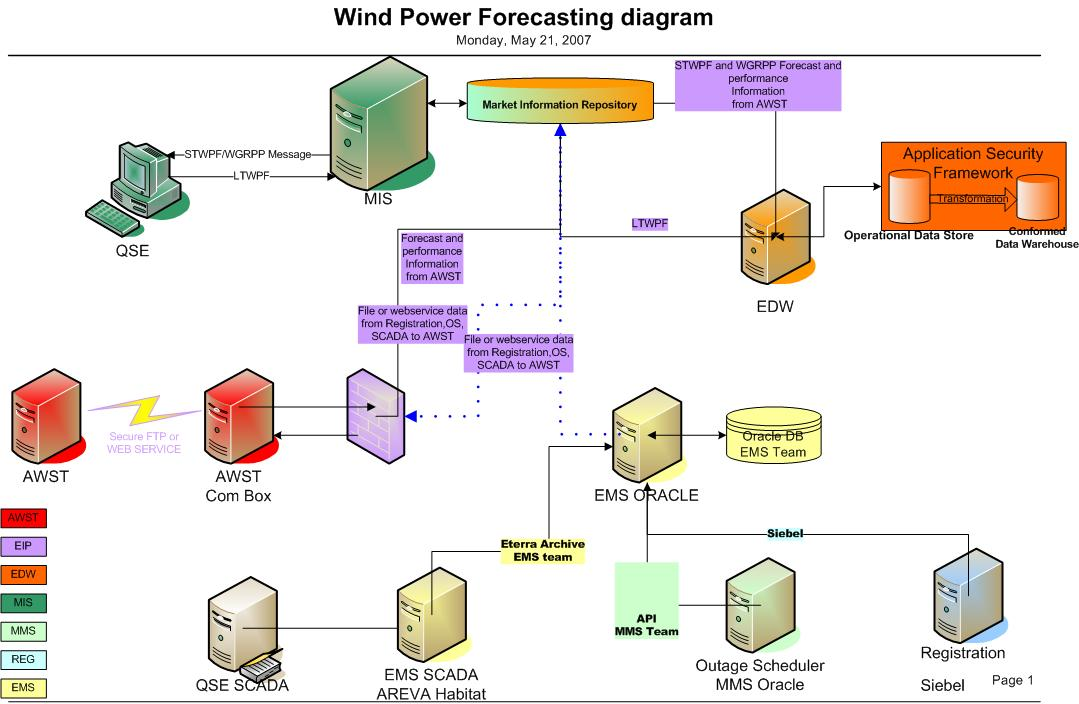 Wind Power Forecasting diagram
Monday, May 21, 2007
STWPF and WGRPP Forecast and
performance
Information
from AWST
Market Information Repository
MIS
STWPF/WGRPP Message
LTWPF
QSE
Application Security
Framework
Transformation
Operational Data Store
Conformed
Data Warehouse
LTWPF
EDW
Forecast and
performance
Information
from AWST
File or webservice data
from Registration,OS,
SCADA to AWST
File or webservice data
from Registration,OS,
SCADA to AWST
Secure FTP or
WEB SERVICE
AWST
AWST
Com Box
Oracle DB
EMS Team
EMS ORACLE
Siebel
Eterra Archive
EMS team
API
MMS Team
QSE SCADA
EMS SCADA
AREVA Habitat
Outage Scheduler
MMS Oracle
Registration
Siebel
Page 1
AWST
EIP
EDW
MIS
MMS
REG
EMS